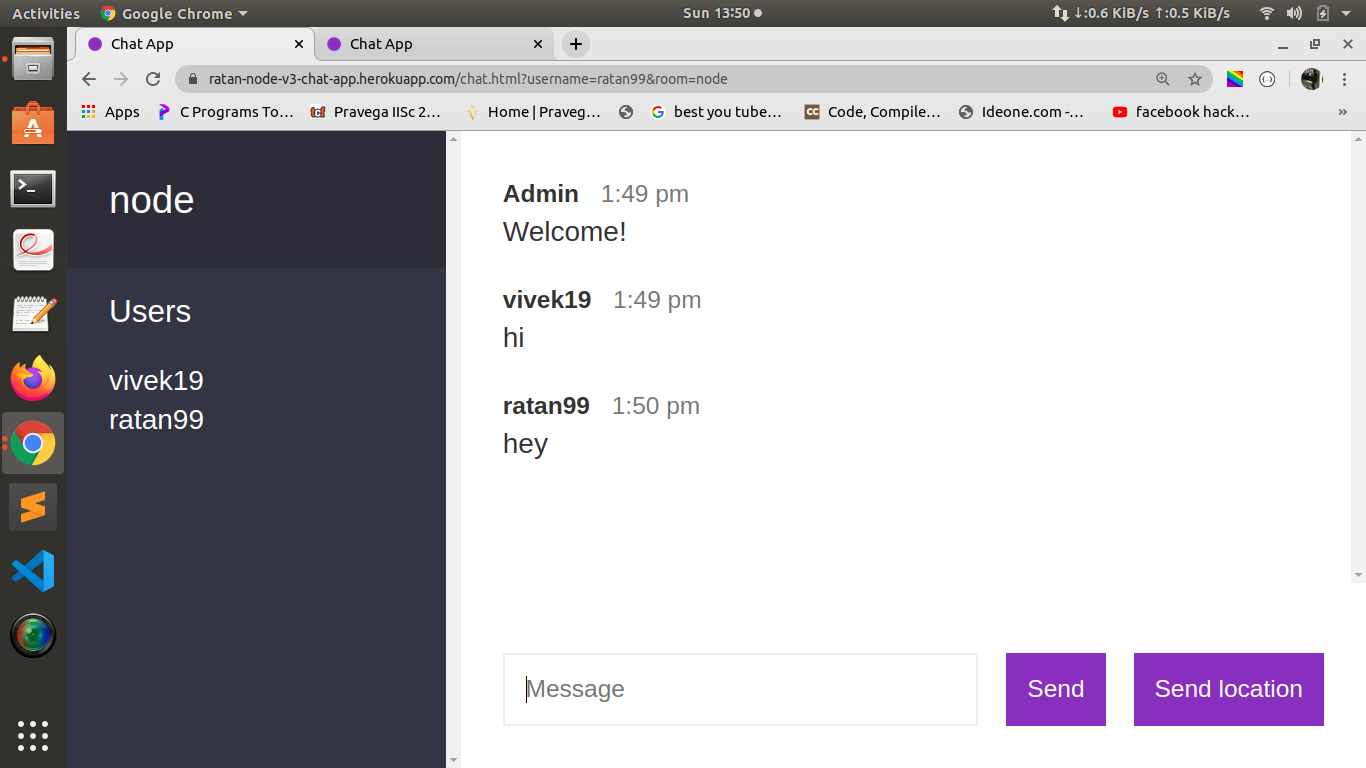 Activities Google Chrome Sun 13:50 ↓:0.6 KiB/s ↑:0.5 KiB/s
Chat App Chat App
ratan-node-v3-chat-app.herokuapp.com/chat.html?username=ratan99&room=node
Apps C Programs To… Pravega IISc 2… Home | Praveg… best you tube… Code, Compile… Ideone.com -… facebook hack… »
node
Users
vivek19
ratan99
Admin 1:49 pm
Welcome!
vivek19 1:49 pm
hi
ratan99 1:50 pm
hey
Message Send Send location